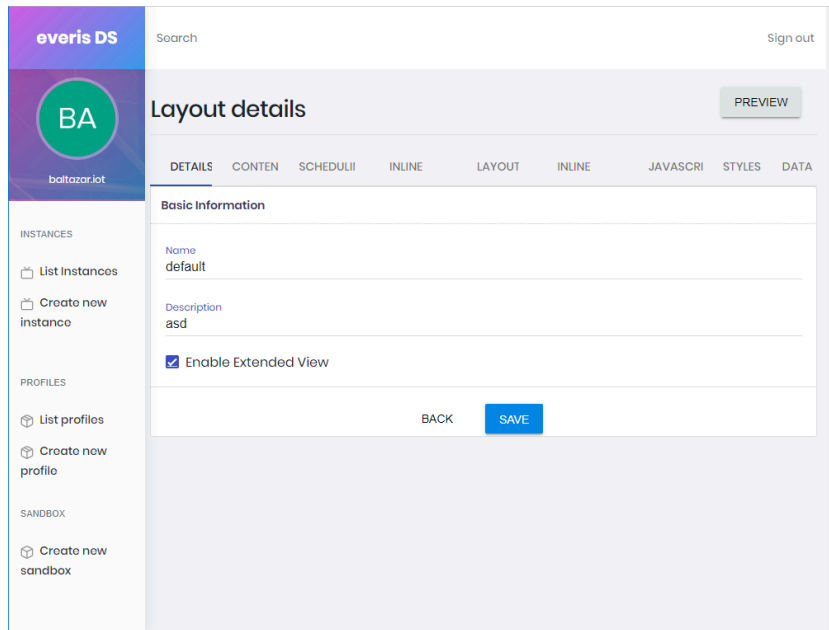 everis DS
Search
Sign out
BA
baltazar.iot
Layout details
PREVIEW
DETAILS CONTEN SCHEDULII INLINE LAYOUT INLINE JAVASCRI STYLES DATA
Basic Information
Name
default
Description
asd
Enable Extended View
BACK SAVE
INSTANCES
List Instances
Create new
instance
PROFILES
List profiles
Create new
profile
SANDBOX
Create new
sandbox